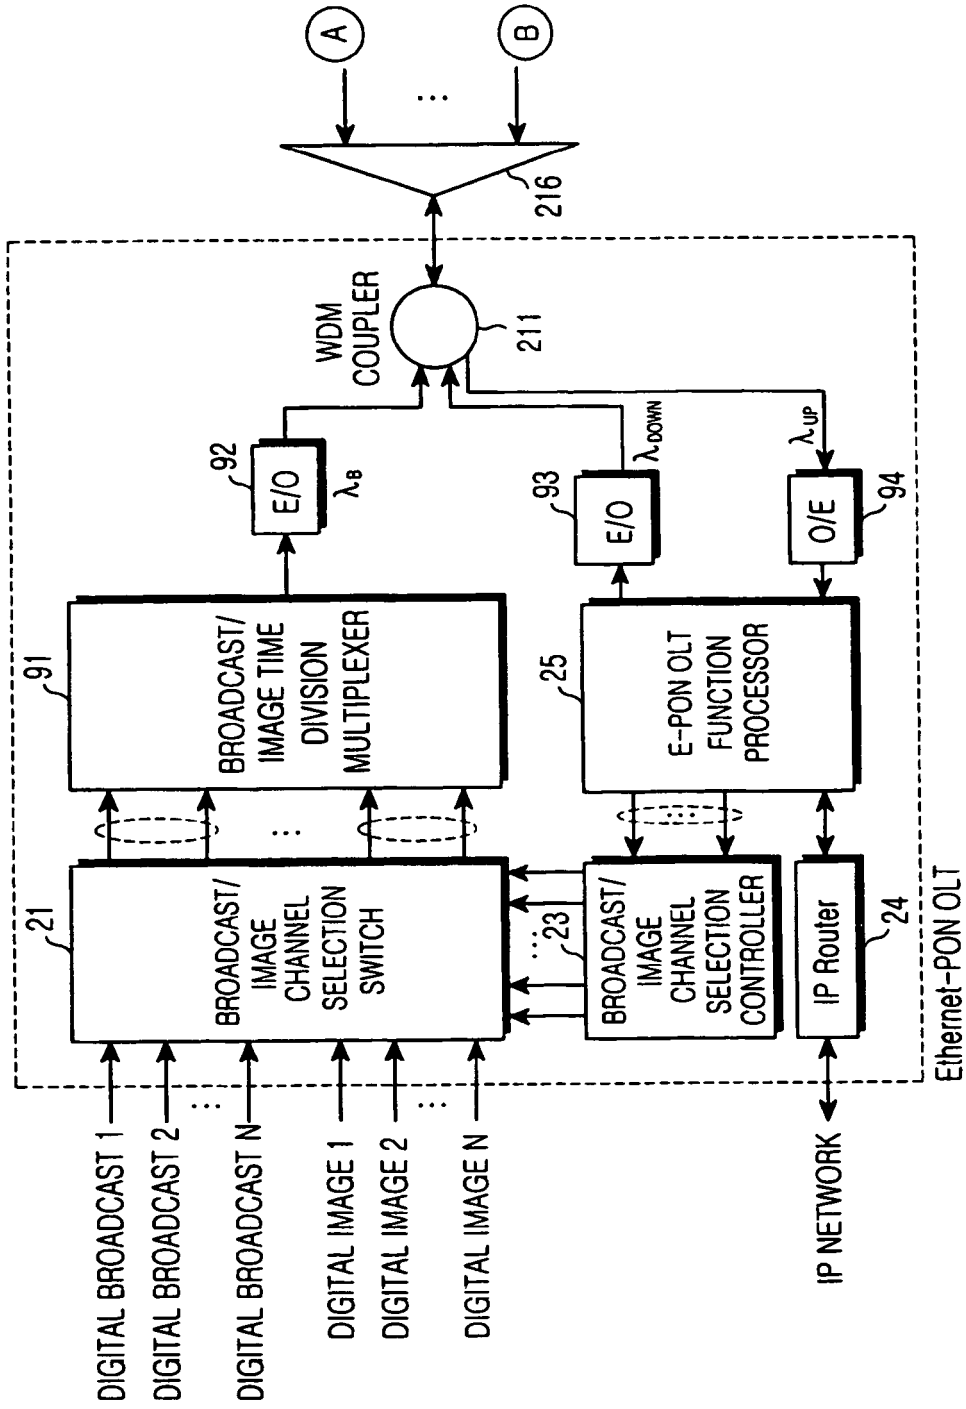 DIGITAL BROADCAST 1
DIGITAL BROADCAST 2
...
DIGITAL BROADCAST N
DIGITAL IMAGE 1
DIGITAL IMAGE 2
...
DIGITAL IMAGE N
IP NETWORK
21
BROADCAST/
IMAGE
CHANNEL
SELECTION
SWITCH
...
...
23
BROADCAST/
IMAGE
CHANNEL
SELECTION
CONTROLLER
IP Router
24
...
91
BROADCAST/
IMAGE TIME
DIVISION
MULTIPLEXER
25
E-PON OLT
FUNCTION
PROCESSOR
92
E/O
λB
93
E/O
λDOWN
λUP
O/E
94
WDM
COUPLER
211
216
A
...
B
Ethernet-PON OLT